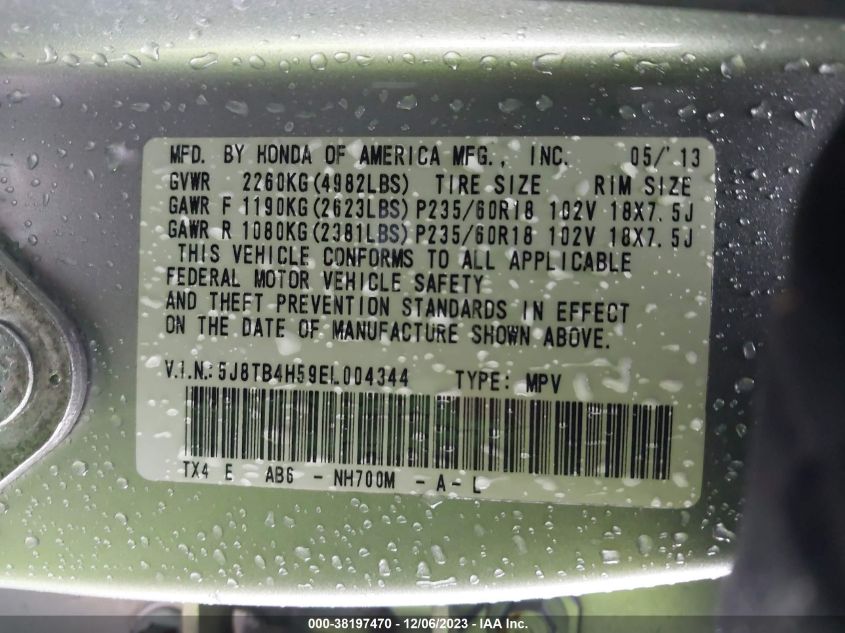 MFD. BY HONDA OF AMERICA MFG., INC. 05/'13
GVWR 2260KG(4982LBS) TIRE SIZE RIM SIZE
GAWR F 1190KG(2623LBS) P235/60R18 102V 18X7.5J
GAWR R 1080KG(2381LBS) P235/60R18 102V 18X7.5J
THIS VEHICLE CONFORMS TO ALL APPLICABLE
FEDERAL MOTOR VEHICLE SAFETY
AND THEFT PREVENTION STANDARDS IN EFFECT
ON THE DATE OF MANUFACTURE SHOWN ABOVE.
V.I.N.: 5J8TB4H59EL004344 TYPE: MPV
TX4 E AB6 - NH700M - A - L
000-38197470 - 12/06/2023 - IAA Inc.